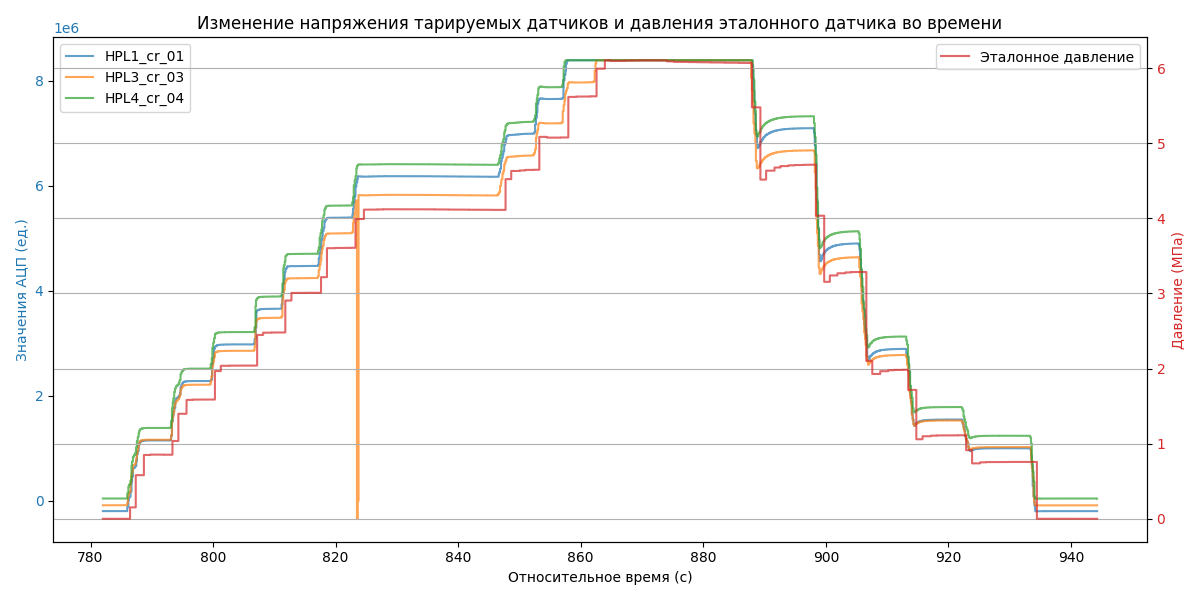 Изменение напряжения тарируемых датчиков и давления эталонного датчика во времени
1e6
HPL1_cr_01
HPL3_cr_03
HPL4_cr_04
Эталонное давление
8
6
4
2
0
Значения АЦП (ед.)
6
5
4
3
2
1
0
Давление (МПа)
780 800 820 840 860 880 900 920 940
Относительное время (с)